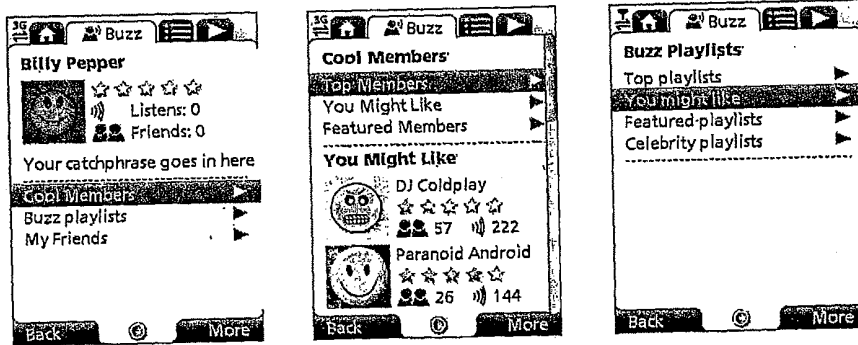 3G Buzz
Billy Pepper
Listens: 0
Friends: 0
Your catchphrase goes in here
Cool Members
Buzz playlists
My Friends
Back More
3G Buzz
Cool Members
Top Members
You Might Like
Featured Members
You Might Like
DJ Coldplay
57 222
Paranoid Android
26 144
Back More
Buzz
Buzz Playlists
Top playlists
You might like
Featured-playlists
Celebrity playlists
Back More